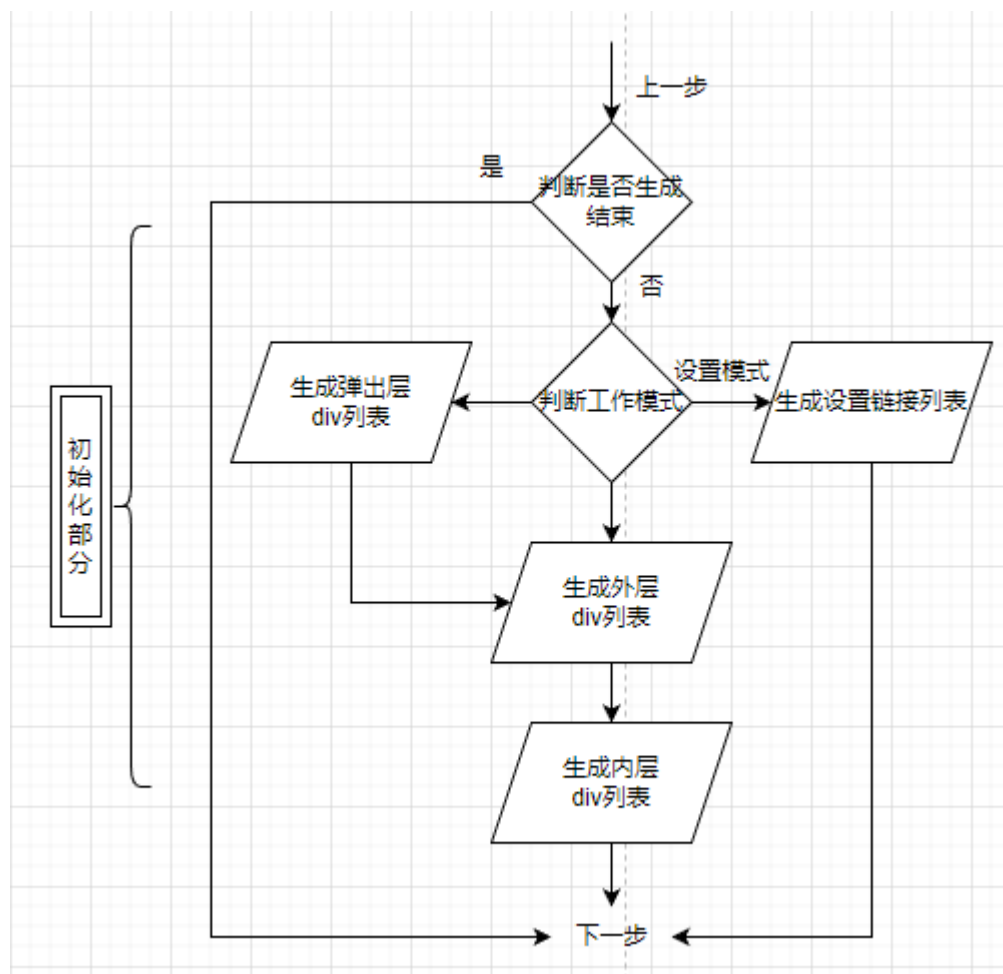 上一步
是
判断是否生成
结束
否
设置模式
生成弹出层
div列表
判断工作模式
生成设置链接列表
初
始
化
部
分
生成外层
div列表
生成内层
div列表
下一步